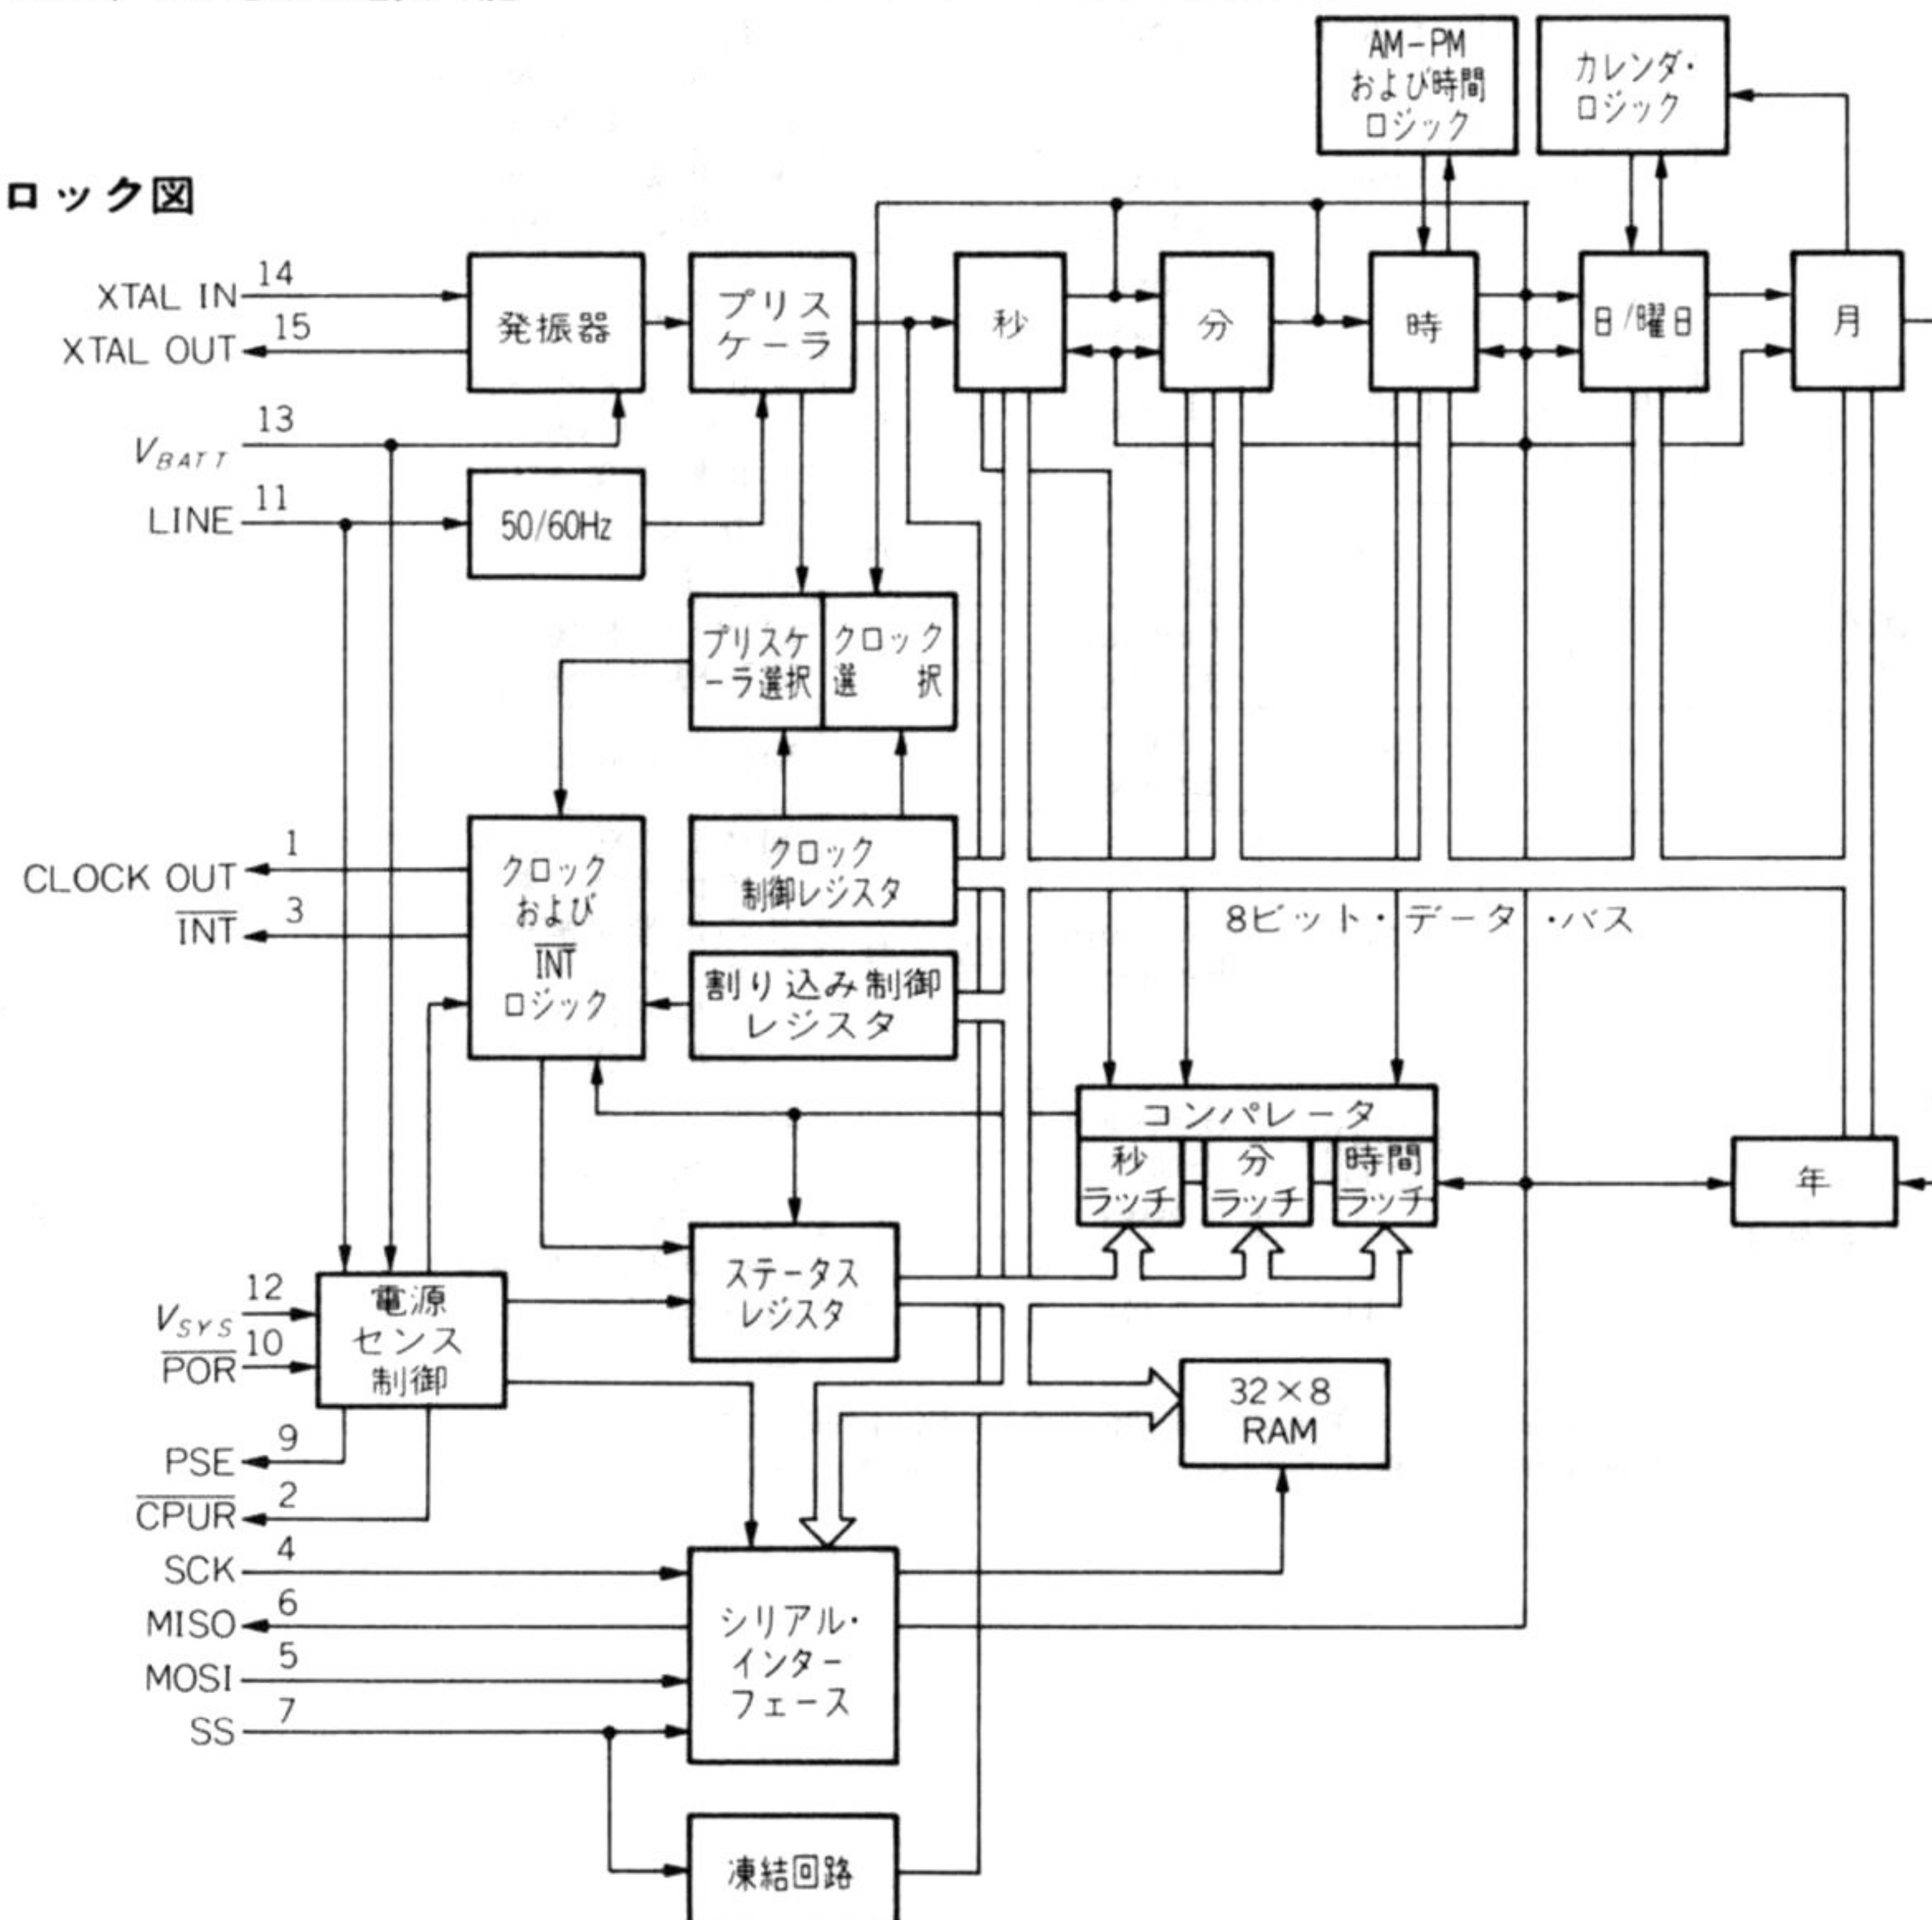 AM-PM
および時間
ロジック
カレンダ・
ロジック
ロック図
XTAL IN
14
XTAL OUT
15
発振器
プリス
ケーラ
秒
分
時
日/曜日
月
VBATT
13
LINE
11
50/60Hz
プリスケ
ーラ選択
クロック
選 択
CLOCK OUT
1
INT
3
クロック
および
INT
ロジック
クロック
制御レジスタ
8ビット・データ・バス
割り込み制御
レジスタ
コンパレータ
秒
ラッチ
分
ラッチ
時間
ラッチ
年
VSYS
12
POR
10
電源
センス
制御
ステータス
レジスタ
32×8
RAM
PSE
9
CPUR
2
SCK
4
MISO
6
MOSI
5
SS
7
シリアル・
インター
フェース
凍結回路